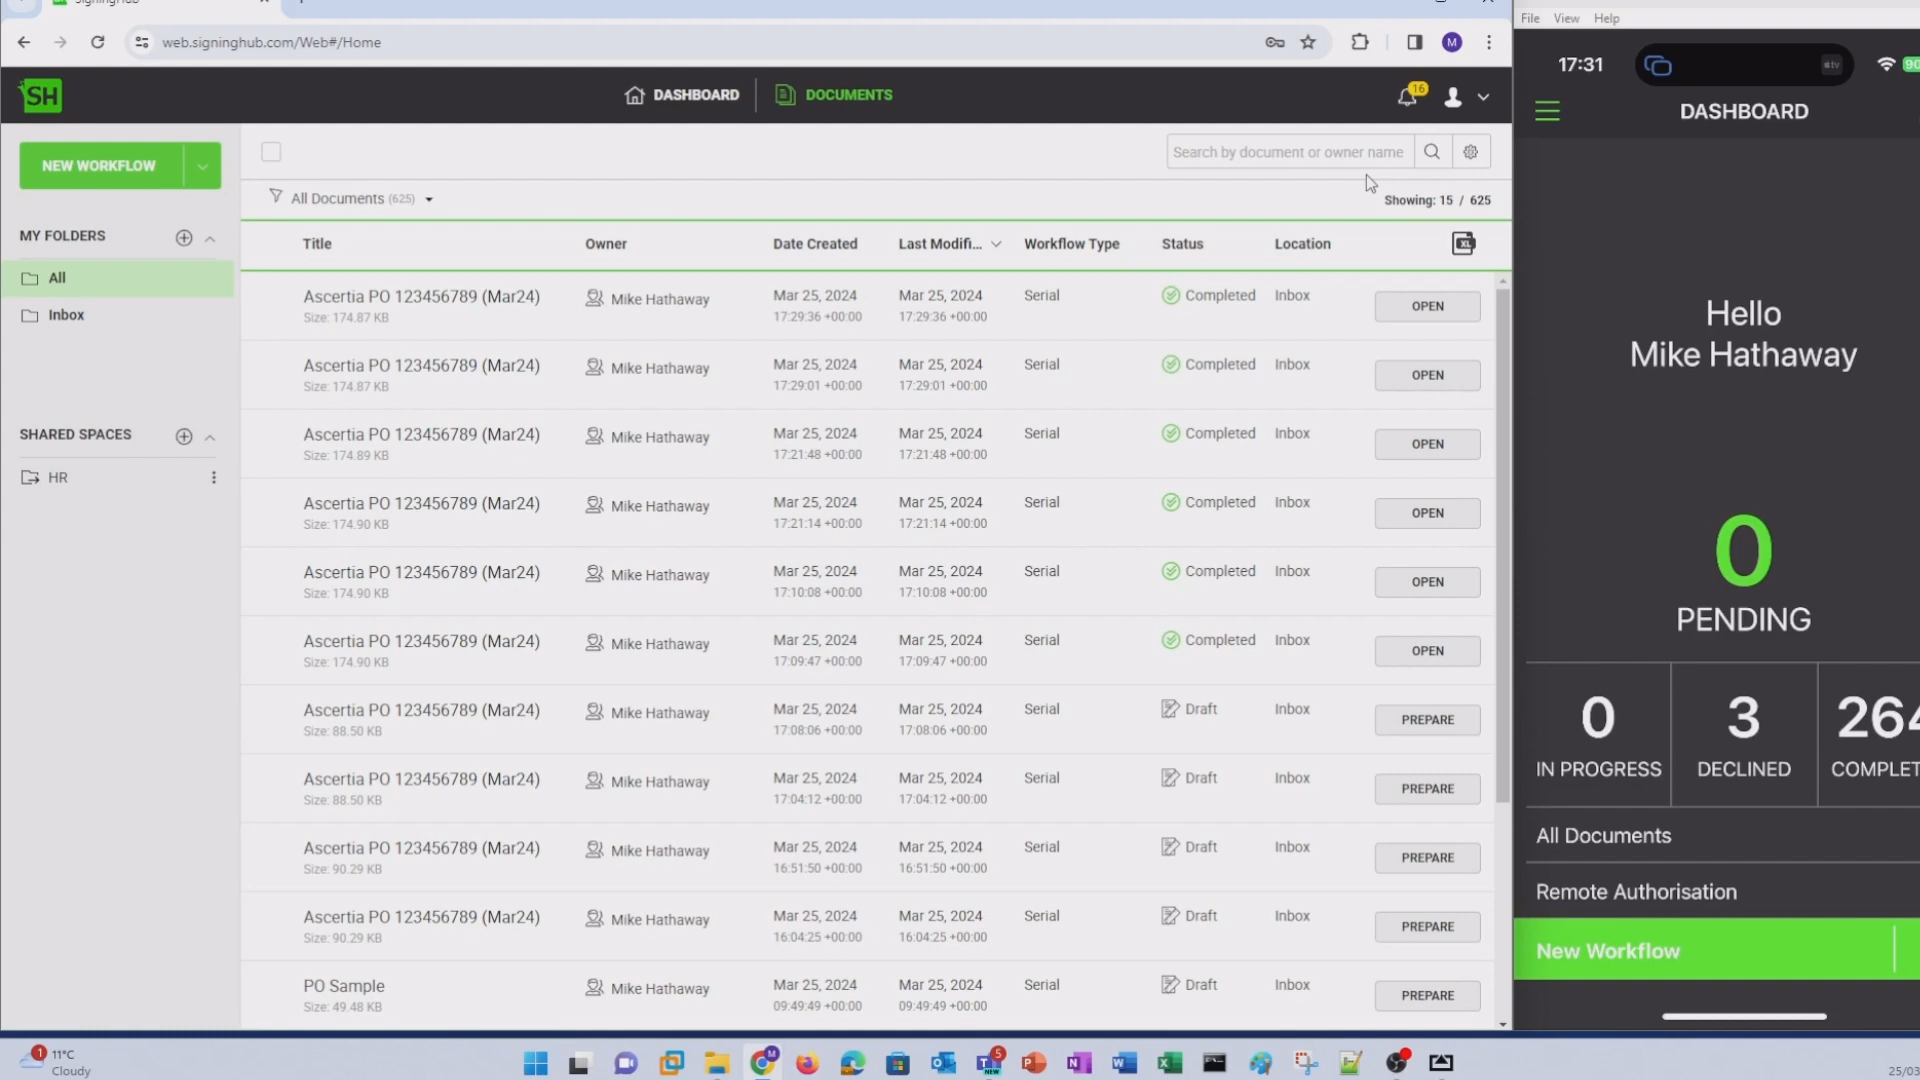 web.signinghub.com/Web#/Home
M
SH
DASHBOARD
DOCUMENTS
16
NEW WORKFLOW
Search by document or owner name
All Documents (625)
Showing: 15 / 625
MY FOLDERS
All
Inbox
SHARED SPACES
HR
Title Owner Date Created Last Modifi... Workflow Type Status Location
XL
Ascertia PO 123456789 (Mar24) Mike Hathaway Mar 25, 2024 Mar 25, 2024 Serial Completed Inbox OPEN
Size: 174.87 KB 17:29:36 +00:00 17:29:36 +00:00
Ascertia PO 123456789 (Mar24) Mike Hathaway Mar 25, 2024 Mar 25, 2024 Serial Completed Inbox OPEN
Size: 174.87 KB 17:29:01 +00:00 17:29:01 +00:00
Ascertia PO 123456789 (Mar24) Mike Hathaway Mar 25, 2024 Mar 25, 2024 Serial Completed Inbox OPEN
Size: 174.89 KB 17:21:48 +00:00 17:21:48 +00:00
Ascertia PO 123456789 (Mar24) Mike Hathaway Mar 25, 2024 Mar 25, 2024 Serial Completed Inbox OPEN
Size: 174.90 KB 17:21:14 +00:00 17:21:14 +00:00
Ascertia PO 123456789 (Mar24) Mike Hathaway Mar 25, 2024 Mar 25, 2024 Serial Completed Inbox OPEN
Size: 174.90 KB 17:10:08 +00:00 17:10:08 +00:00
Ascertia PO 123456789 (Mar24) Mike Hathaway Mar 25, 2024 Mar 25, 2024 Serial Completed Inbox OPEN
Size: 174.90 KB 17:09:47 +00:00 17:09:47 +00:00
Ascertia PO 123456789 (Mar24) Mike Hathaway Mar 25, 2024 Mar 25, 2024 Serial Draft Inbox PREPARE
Size: 88.50 KB 17:08:06 +00:00 17:08:06 +00:00
Ascertia PO 123456789 (Mar24) Mike Hathaway Mar 25, 2024 Mar 25, 2024 Serial Draft Inbox PREPARE
Size: 88.50 KB 17:04:12 +00:00 17:04:12 +00:00
Ascertia PO 123456789 (Mar24) Mike Hathaway Mar 25, 2024 Mar 25, 2024 Serial Draft Inbox PREPARE
Size: 90.29 KB 16:51:50 +00:00 16:51:50 +00:00
Ascertia PO 123456789 (Mar24) Mike Hathaway Mar 25, 2024 Mar 25, 2024 Serial Draft Inbox PREPARE
Size: 90.29 KB 16:04:25 +00:00 16:04:25 +00:00
PO Sample Mike Hathaway Mar 25, 2024 Mar 25, 2024 Serial Draft Inbox PREPARE
Size: 49.48 KB 09:49:49 +00:00 09:49:49 +00:00
File View Help
17:31
tv
90
DASHBOARD
Hello
Mike Hathaway
0
PENDING
0 3 264
IN PROGRESS DECLINED COMPLET
All Documents
Remote Authorisation
New Workflow
1
11°C
Cloudy
5
25/03